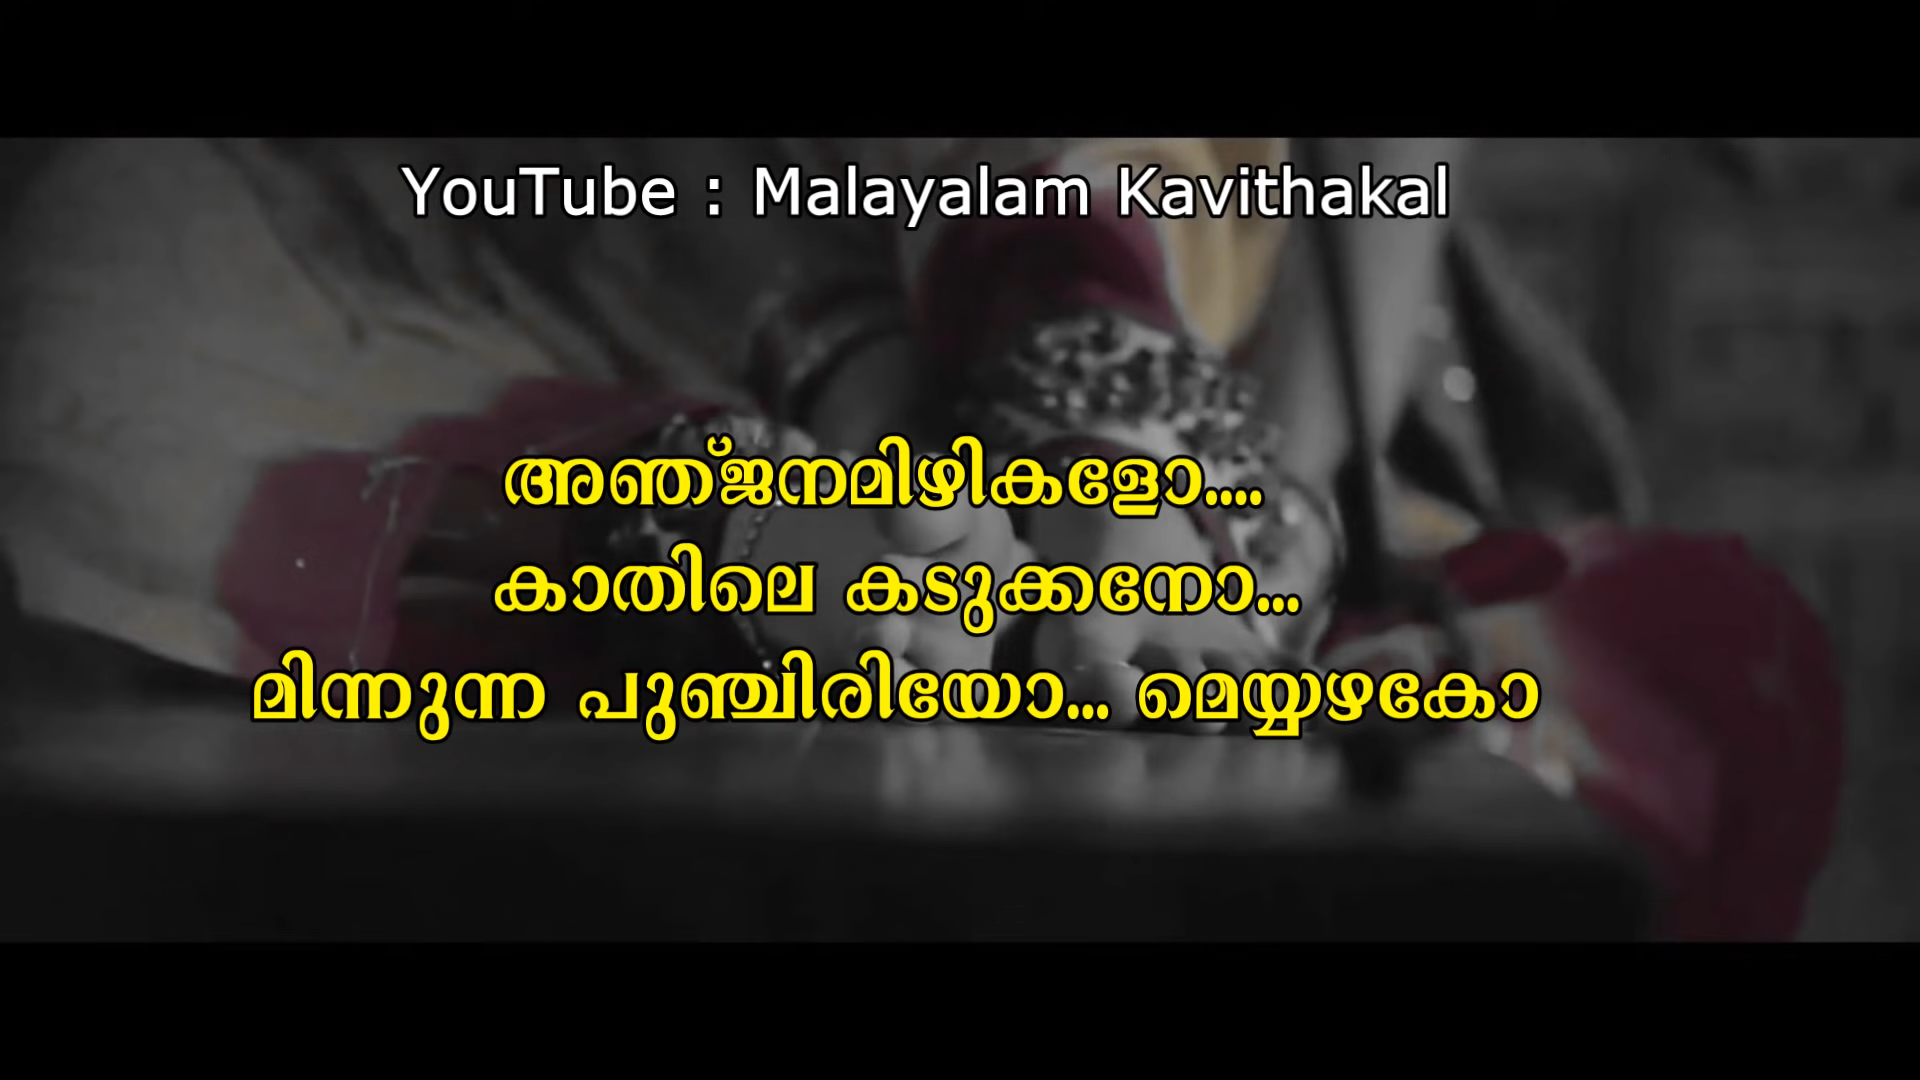 YouTube : Malayalam Kavithakal
അഞ്ജനമിഴികളോ....
കാതിലെ കടുക്കനോ...
മിന്നുന്ന പുഞ്ചിരിയോ... മെയ്യഴകോ